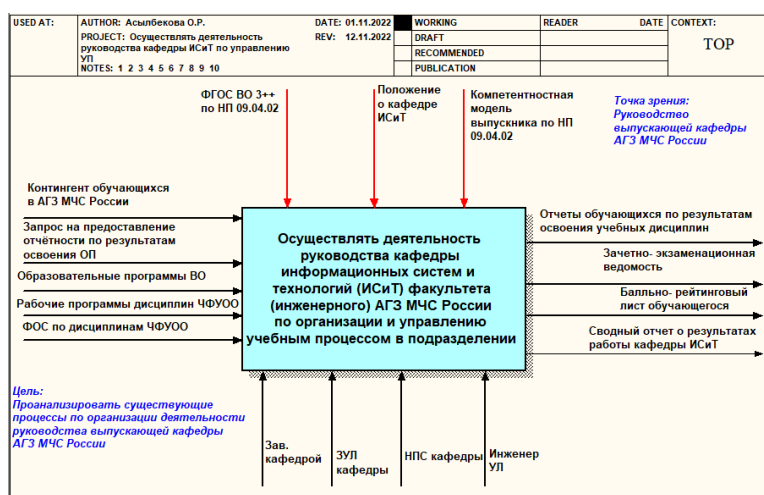 USED AT:
AUTHOR: Асылбекова О.Р.
DATE: 01.11.2022
WORKING
READER
DATE
CONTEXT:
PROJECT: Осуществлять деятельность
руководства кафедры ИСиТ по управлению
УП
REV: 12.11.2022
DRAFT
TOP
RECOMMENDED
NOTES: 1 2 3 4 5 6 7 8 9 10
PUBLICATION
ФГОС ВО 3++
по НП 09.04.02
Положение
о кафедре
ИСиТ
Компетентностная
модель
выпускника по НП
09.04.02
Точка зрения:
Руководство
выпускающей кафедры
АГЗ МЧС России
Контингент обучающихся
в АГЗ МЧС России
Запрос на предоставление
отчётности по результатам
освоения ОП
Образовательные программы ВО
Рабочие программы дисциплин ЧФУОО
ФОС по дисциплинам ЧФУОО
Осуществлять деятельность
руководства кафедры
информационных систем и
технологий (ИСиТ) факультета
(инженерного) АГЗ МЧС России
по организации и управлению
учебным процессом в подразделении
Отчеты обучающихся по результатам
освоения учебных дисциплин
Зачетно- экзаменационная
ведомость
Балльно- рейтинговый
лист обучающегося
Сводный отчет о результатах
работы кафедры ИСиТ
Цель:
Проанализировать существующие
процессы по организации деятельности
руководства выпускающей кафедры
АГЗ МЧС России
Зав.
кафедрой
ЗУЛ
кафедры
НПС кафедры
Инженер
УЛ